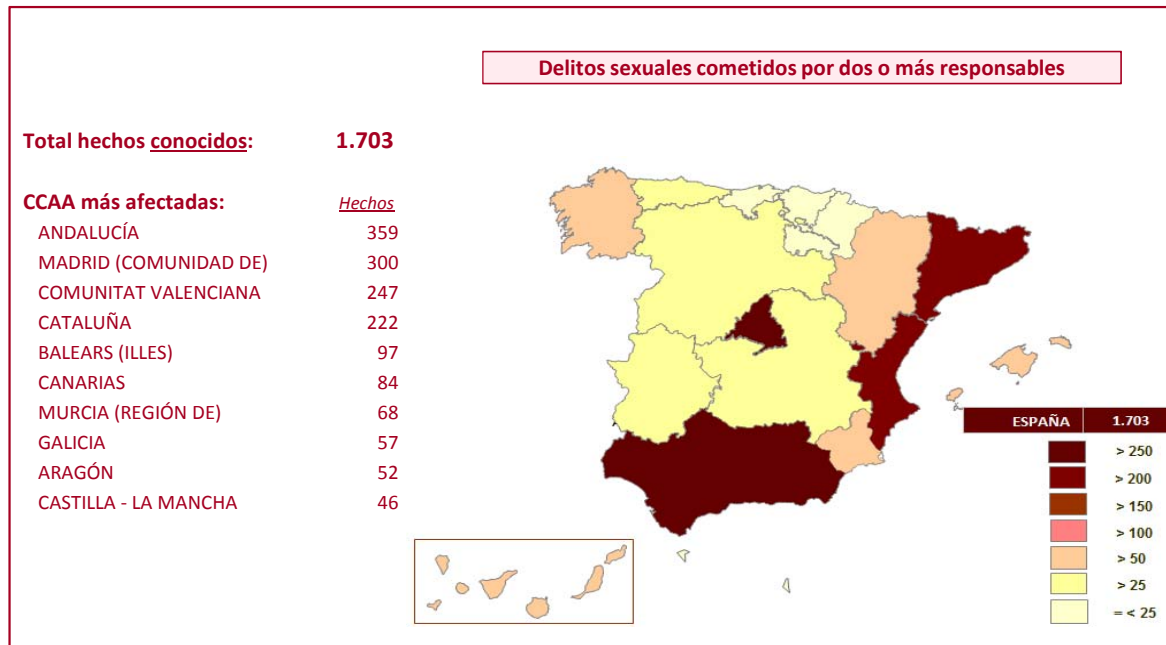 Delitos sexuales cometidos por dos o más responsables
Total hechos conocidos: 1.703
CCAA más afectadas: Hechos
ANDALUCÍA 359
MADRID (COMUNIDAD DE) 300
COMUNITAT VALENCIANA 247
CATALUÑA 222
BALEARS (ILLES) 97
CANARIAS 84
MURCIA (REGIÓN DE) 68
GALICIA 57
ARAGÓN 52
CASTILLA - LA MANCHA 46
ESPAÑA 1.703
> 250
> 200
> 150
> 100
> 50
> 25
= < 25